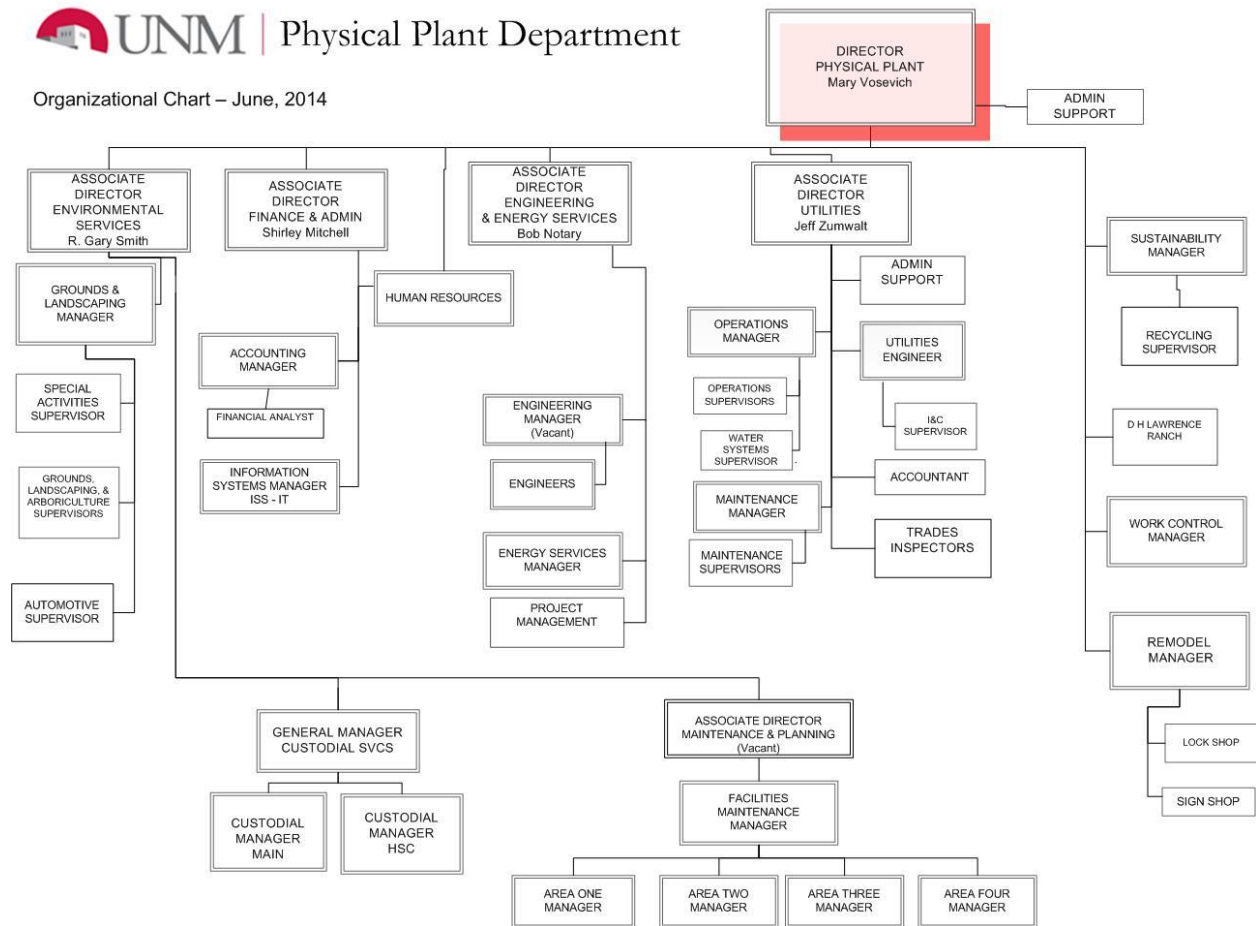 UNM | Physical Plant Department
Organizational Chart – June, 2014
DIRECTOR
PHYSICAL PLANT
Mary Vosevich
ADMIN
SUPPORT
ASSOCIATE
DIRECTOR
ENVIRONMENTAL
SERVICES
R. Gary Smith
ASSOCIATE
DIRECTOR
FINANCE & ADMIN
Shirley Mitchell
ASSOCIATE
DIRECTOR
ENGINEERING
& ENERGY SERVICES
Bob Notary
ASSOCIATE
DIRECTOR
UTILITIES
Jeff Zumwalt
SUSTAINABILITY
MANAGER
GROUNDS &
LANDSCAPING
MANAGER
HUMAN RESOURCES
ADMIN
SUPPORT
OPERATIONS
MANAGER
UTILITIES
ENGINEER
RECYCLING
SUPERVISOR
ACCOUNTING
MANAGER
FINANCIAL ANALYST
SPECIAL
ACTIVITIES
SUPERVISOR
OPERATIONS
SUPERVISORS
ENGINEERING
MANAGER
(Vacant)
I&C
SUPERVISOR
D H LAWRENCE
RANCH
WATER
SYSTEMS
SUPERVISOR
GROUNDS,
LANDSCAPING, &
ARBORICULTURE
SUPERVISORS
INFORMATION
SYSTEMS MANAGER
ISS - IT
ENGINEERS
ACCOUNTANT
MAINTENANCE
MANAGER
TRADES
INSPECTORS
WORK CONTROL
MANAGER
ENERGY SERVICES
MANAGER
MAINTENANCE
SUPERVISORS
AUTOMOTIVE
SUPERVISOR
PROJECT
MANAGEMENT
REMODEL
MANAGER
GENERAL MANAGER
CUSTODIAL SVCS
ASSOCIATE DIRECTOR
MAINTENANCE & PLANNING
(Vacant)
LOCK SHOP
SIGN SHOP
CUSTODIAL
MANAGER
MAIN
CUSTODIAL
MANAGER
HSC
FACILITIES
MAINTENANCE
MANAGER
AREA ONE
MANAGER
AREA TWO
MANAGER
AREA THREE
MANAGER
AREA FOUR
MANAGER